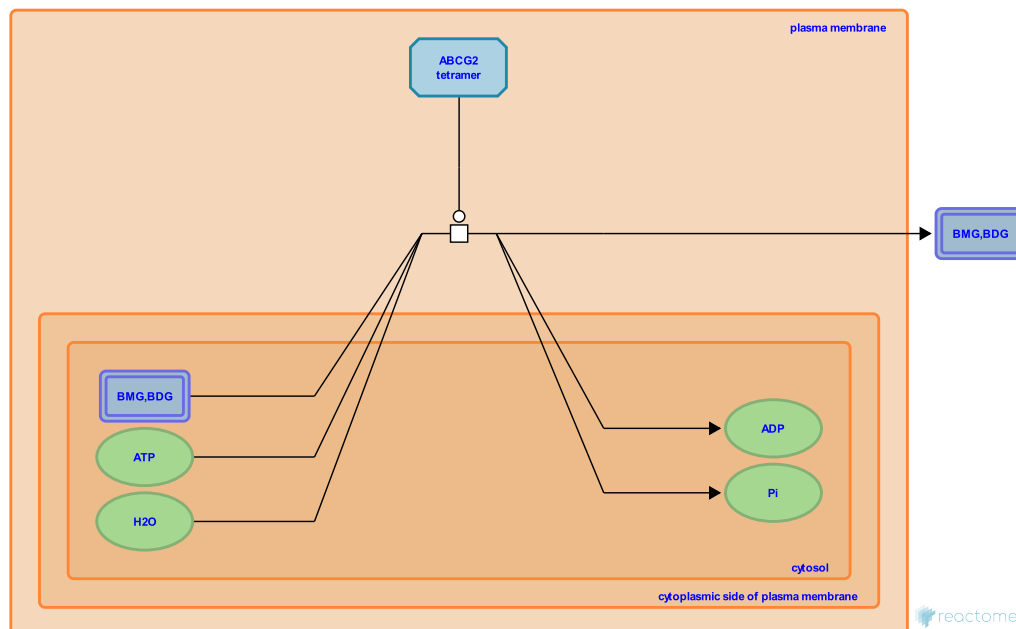 plasma membrane
ABCG2
tetramer
BMG,BDG
BMG,BDG
ATP
ADP
Pi
H2O
cytosol
cytoplasmic side of plasma membrane
reactome